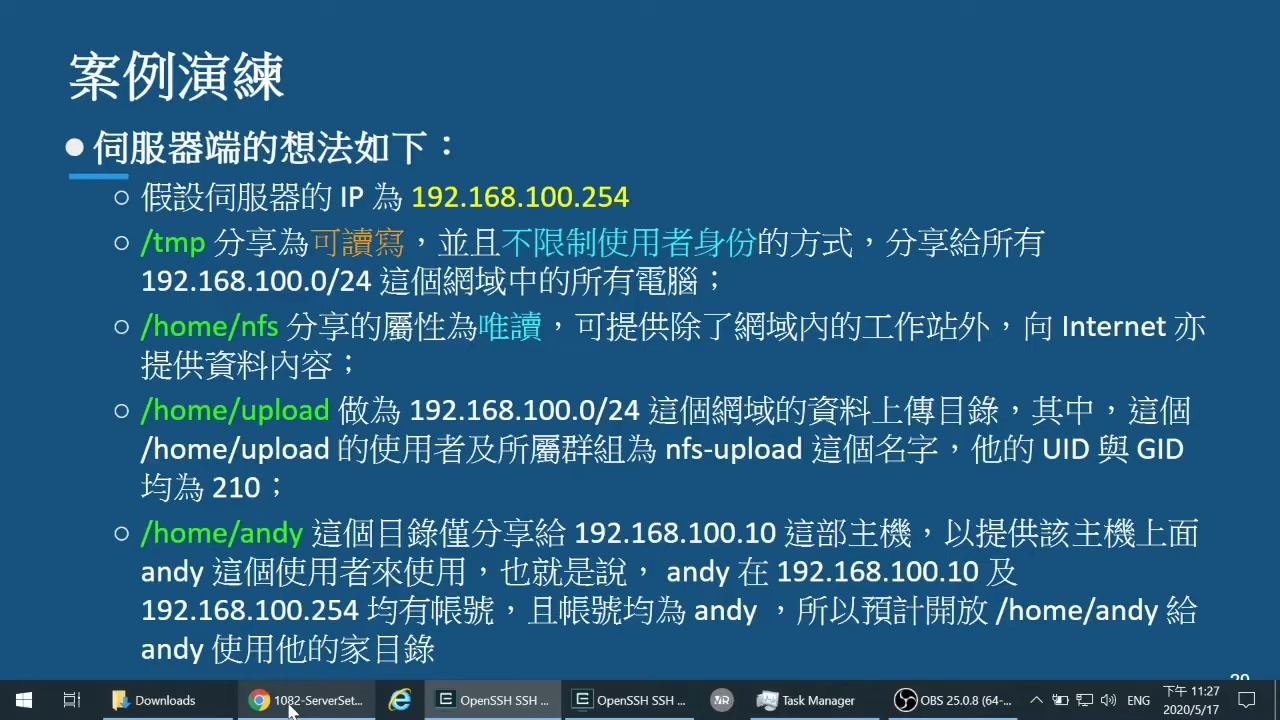 案例演練
伺服器端的想法如下：
假設伺服器的 IP 為 192.168.100.254
/tmp 分享為可讀寫，並且不限制使用者身份的方式，分享給所有
192.168.100.0/24 這個網域中的所有電腦；
/home/nfs 分享的屬性為唯讀，可提供除了網域內的工作站外，向 Internet 亦
提供資料內容；
/home/upload 做為 192.168.100.0/24 這個網域的資料上傳目錄，其中，這個
/home/upload 的使用者及所屬群組為 nfs-upload 這個名字，他的 UID 與 GID
均為 210；
/home/andy 這個目錄僅分享給 192.168.100.10 這部主機，以提供該主機上面
andy 這個使用者來使用，也就是說， andy 在 192.168.100.10 及
192.168.100.254 均有帳號，且帳號均為 andy ，所以預計開放 /home/andy 給
andy 使用他的家目錄
Downloads
1082-ServerSet...
OpenSSH SSH ...
OpenSSH SSH ...
Task Manager
OBS 25.0.8 (64-...
ENG
下午 11:27
2020/5/17